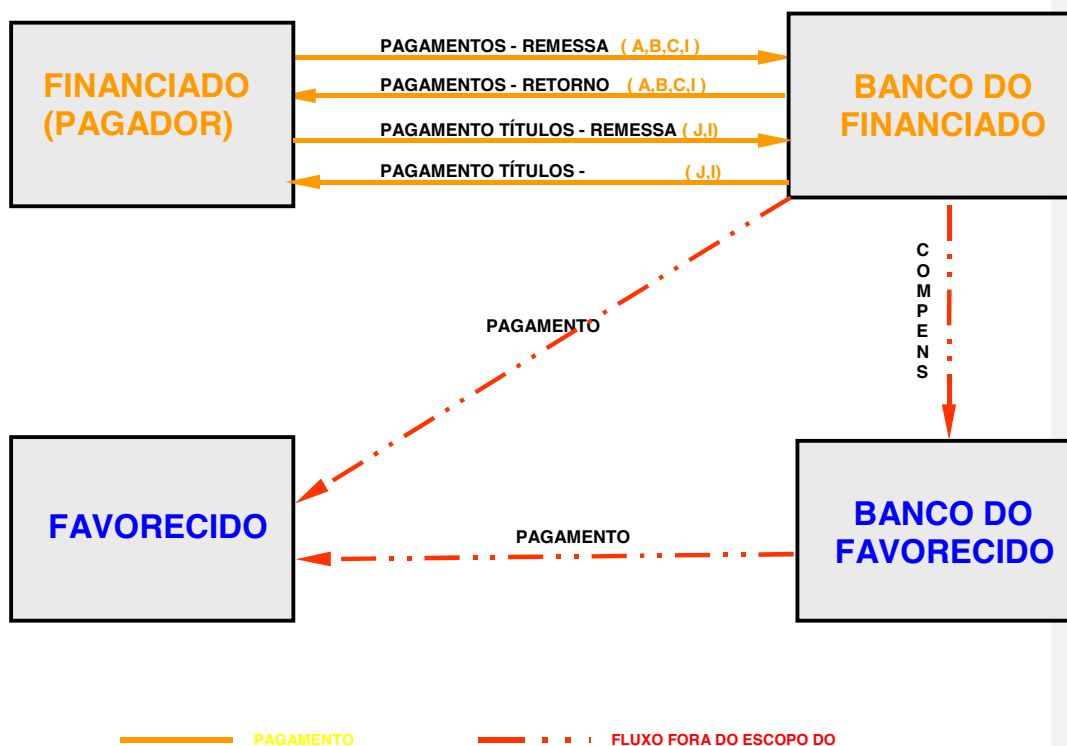 PAGAMENTOS - REMESSA ( A,B,C,I )
PAGAMENTOS - RETORNO ( A,B,C,I )
PAGAMENTO TÍTULOS - REMESSA ( J,I)
PAGAMENTO TÍTULOS - ( J,I)
FINANCIADO
(PAGADOR)
BANCO DO
FINANCIADO
C
O
M
P
E
N
S
PAGAMENTO
FAVORECIDO
PAGAMENTO
BANCO DO
FAVORECIDO
PAGAMENTO
FLUXO FORA DO ESCOPO DO